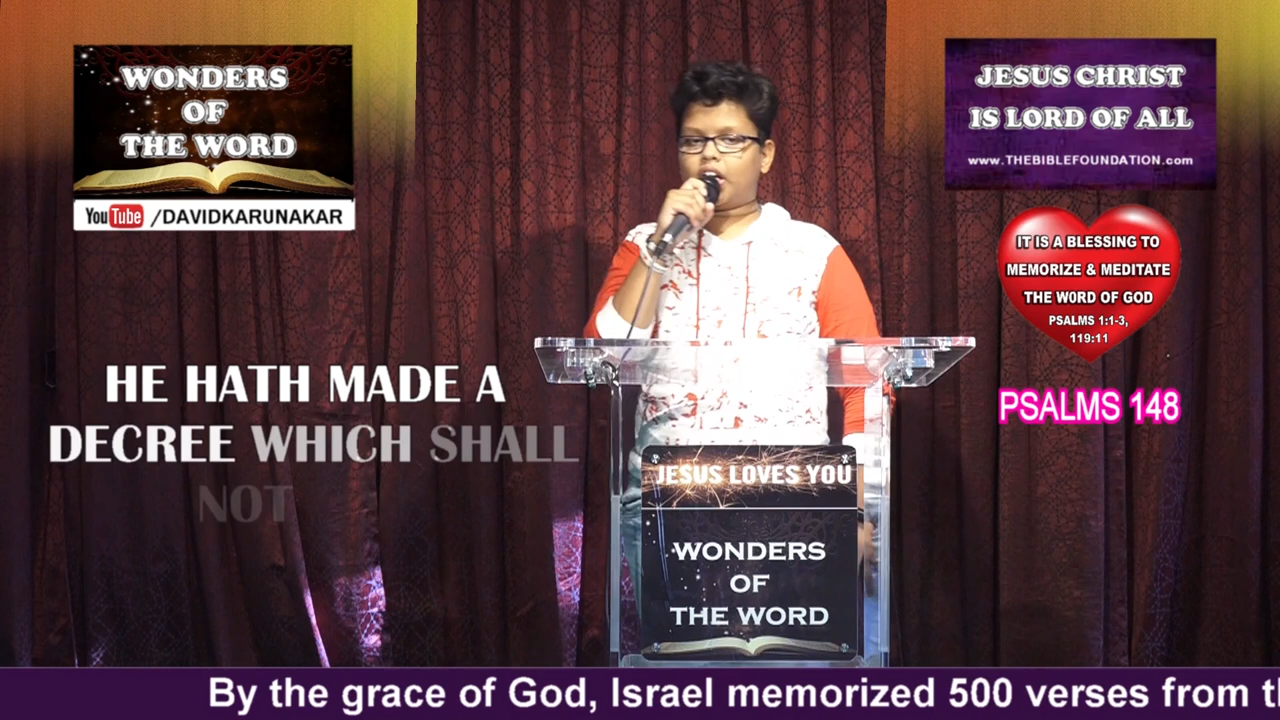 WONDERS
OF
THE WORD
YouTube /DAVIDKARUNAKAR
JESUS CHRIST
IS LORD OF ALL
www.THEBIBLEFOUNDATION.com
IT IS A BLESSING TO
MEMORIZE & MEDITATE
THE WORD OF GOD
PSALMS 1:1-3,
119:11
PSALMS 148
HE HATH MADE A
DECREE WHICH SHALL
NOT
JESUS LOVES YOU
WONDERS
OF
THE WORD
By the grace of God, Israel memorized 500 verses from